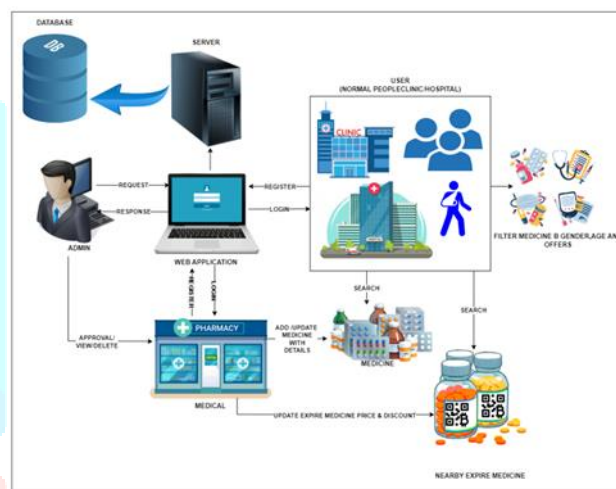 DATABASE
SERVER
USER
(NORMAL PEOPLECLINIC/HOSPITAL)
DB
CLINIC
REQUEST
REGISTER
RESPONSE
LOGIN
ADMIN
WEB APPLICATION
FILTER MEDICINE B GENDER,AGE AN
OFFERS
REGISTER
LOGIN
SEARCH
SEARCH
PHARMACY
ADD /UPDATE
MEDICINE
WITH
DETAILS
APPROVAL/
VIEW/DELETE
MEDICINE
MEDICAL
UPDATE EXPIRE MEDICINE PRICE & DISCOUNT
NEARBY EXPIRE MEDICINE